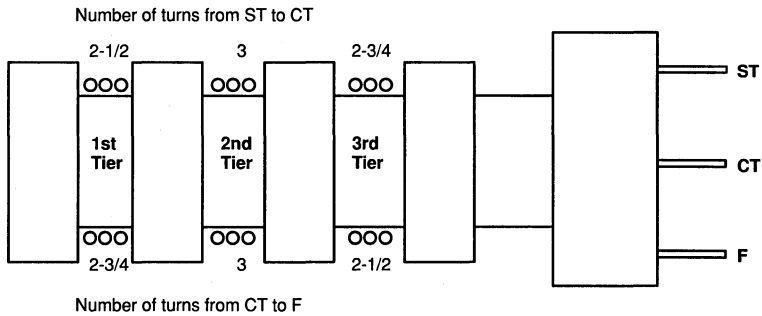 Number of turns from ST to CT
2-1/2 3 2-3/4
ST
1st 2nd 3rd
Tier Tier Tier
CT
F
2-3/4 3 2-1/2
Number of turns from CT to F